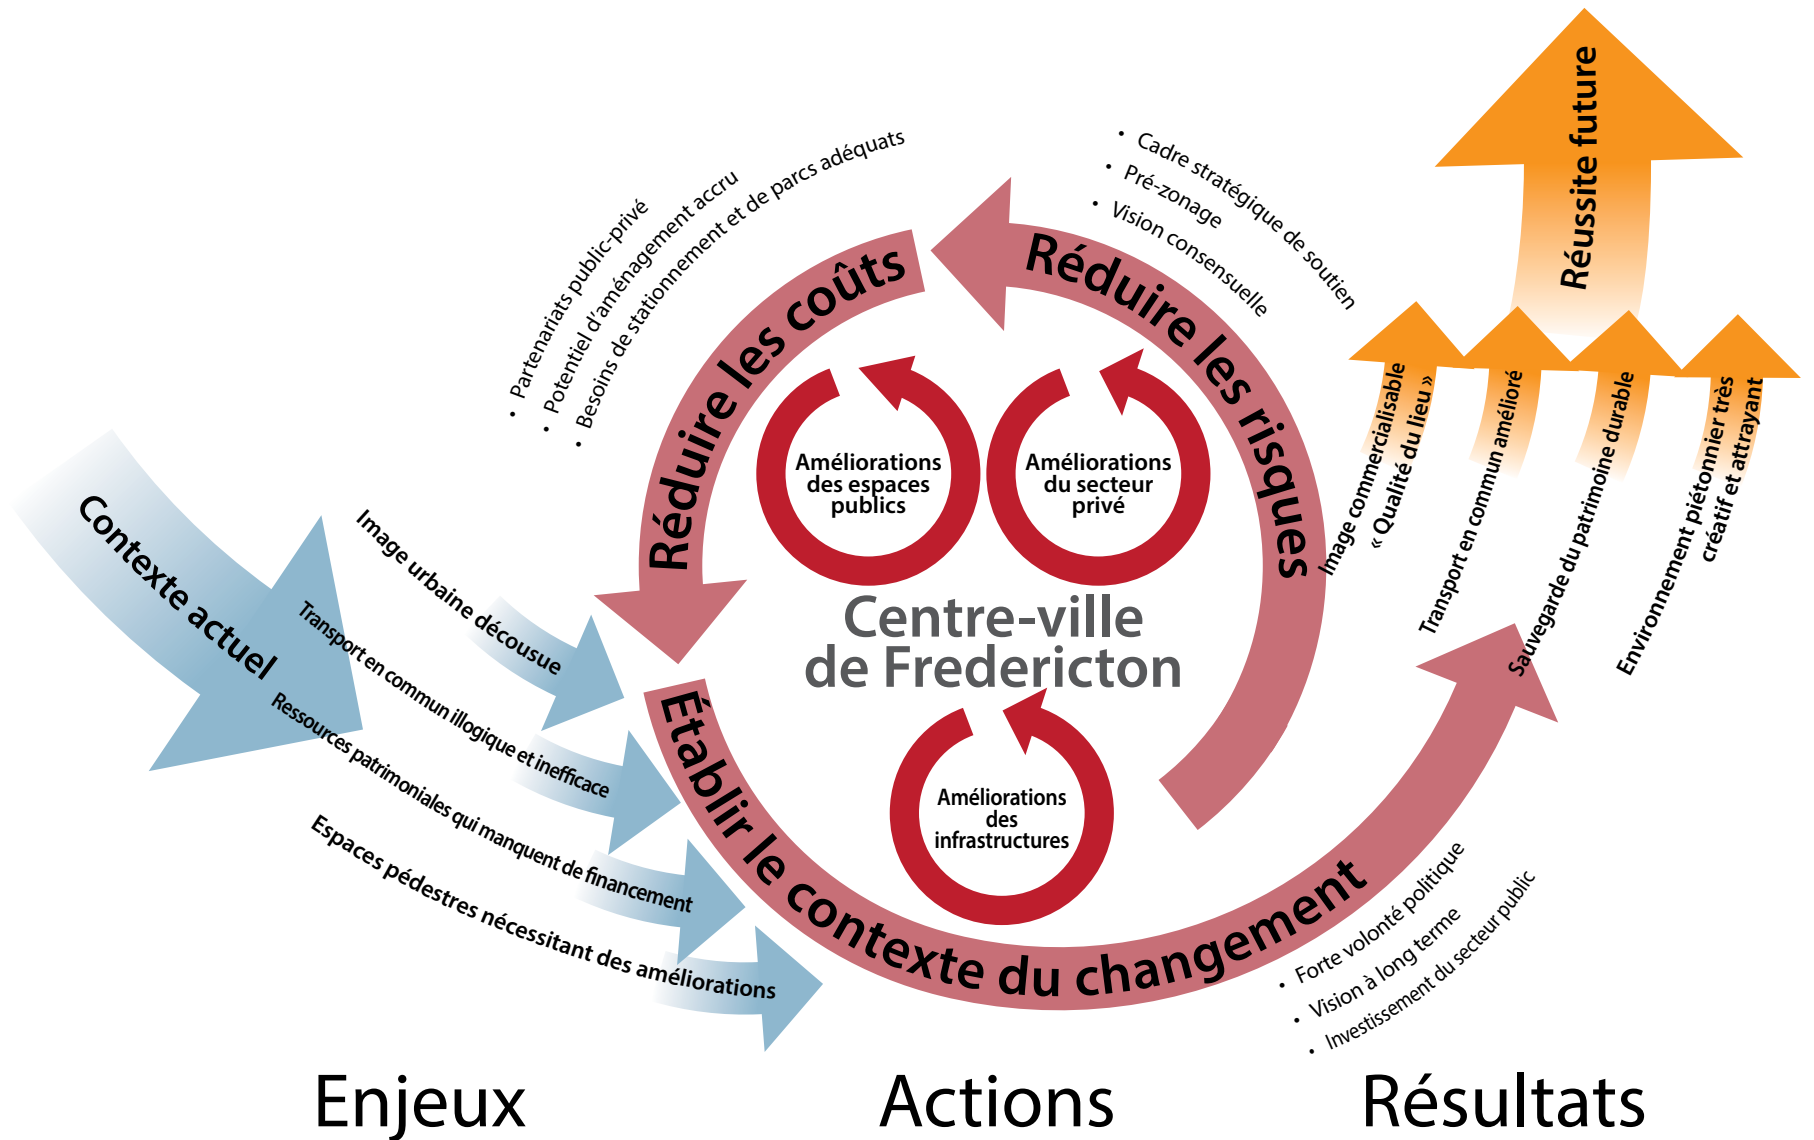 Contexte actuel
Image urbaine décousue
Transport en commun illogique et inefficace
Ressources patrimoniales qui manquent de financement
Espaces pédestres nécessitant des améliorations
• Partenariats public-privé
• Potentiel d'aménagement accru
• Besoins de stationnement et de parcs adéquats
Réduire les coûts
• Cadre stratégique de soutien
• Pré-zonage
• Vision consensuelle
Réduire les risques
Améliorations
des espaces
publics
Améliorations
du secteur
privé
Centre-ville
de Fredericton
Améliorations
des
infrastructures
Établir le contexte du changement
• Forte volonté politique
• Vision à long terme
• Investissement du secteur public
Image commercialisable
« Qualité du lieu »
Transport en commun amélioré
Sauvegarde du patrimoine durable
Environnement piétonnier très
créatif et attrayant
Réussite future
Enjeux
Actions
Résultats